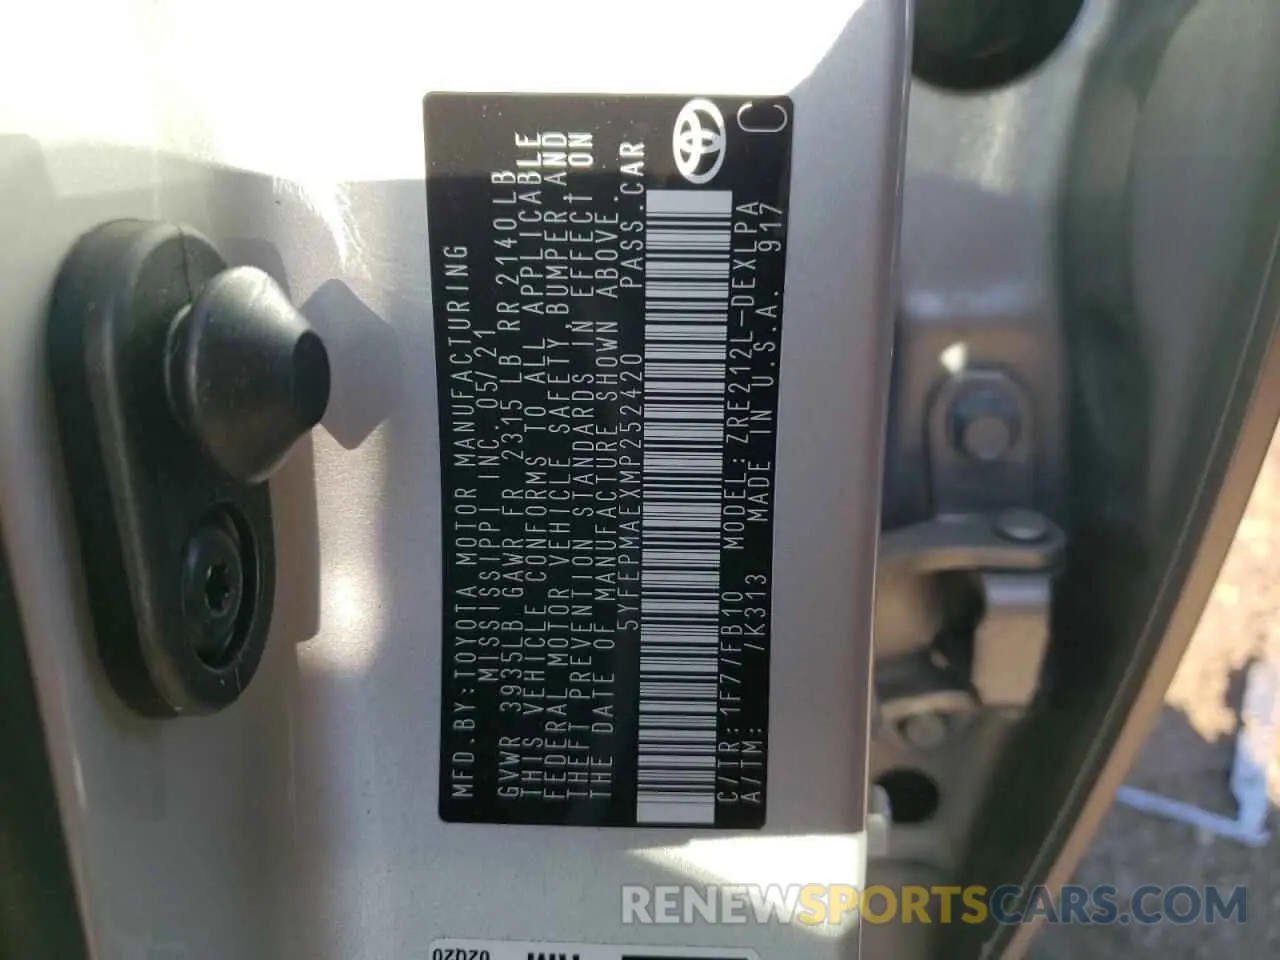 MFD.BY:TOYOTA MOTOR MANUFACTURING
MISSISSIPPI INC. 05/21
GVWR 3935LB GAWR FR 2315 LB RR 2140LB
THIS VEHICLE CONFORMS TO ALL APPLICABLE
FEDERAL MOTOR VEHICLE SAFETY, BUMPER, AND
THEFT PREVENTION STANDARDS IN EFFECT ON
THE DATE OF MANUFACTURE SHOWN ABOVE.
5YFEPMAEXMP252420 PASS.CAR
C/TR: 1F7/FB10 MODEL: ZRE212L-DEXLPA
A/TM: /K313 MADE IN U.S.A. 917
C
RENEWSPORTSCARS.COM